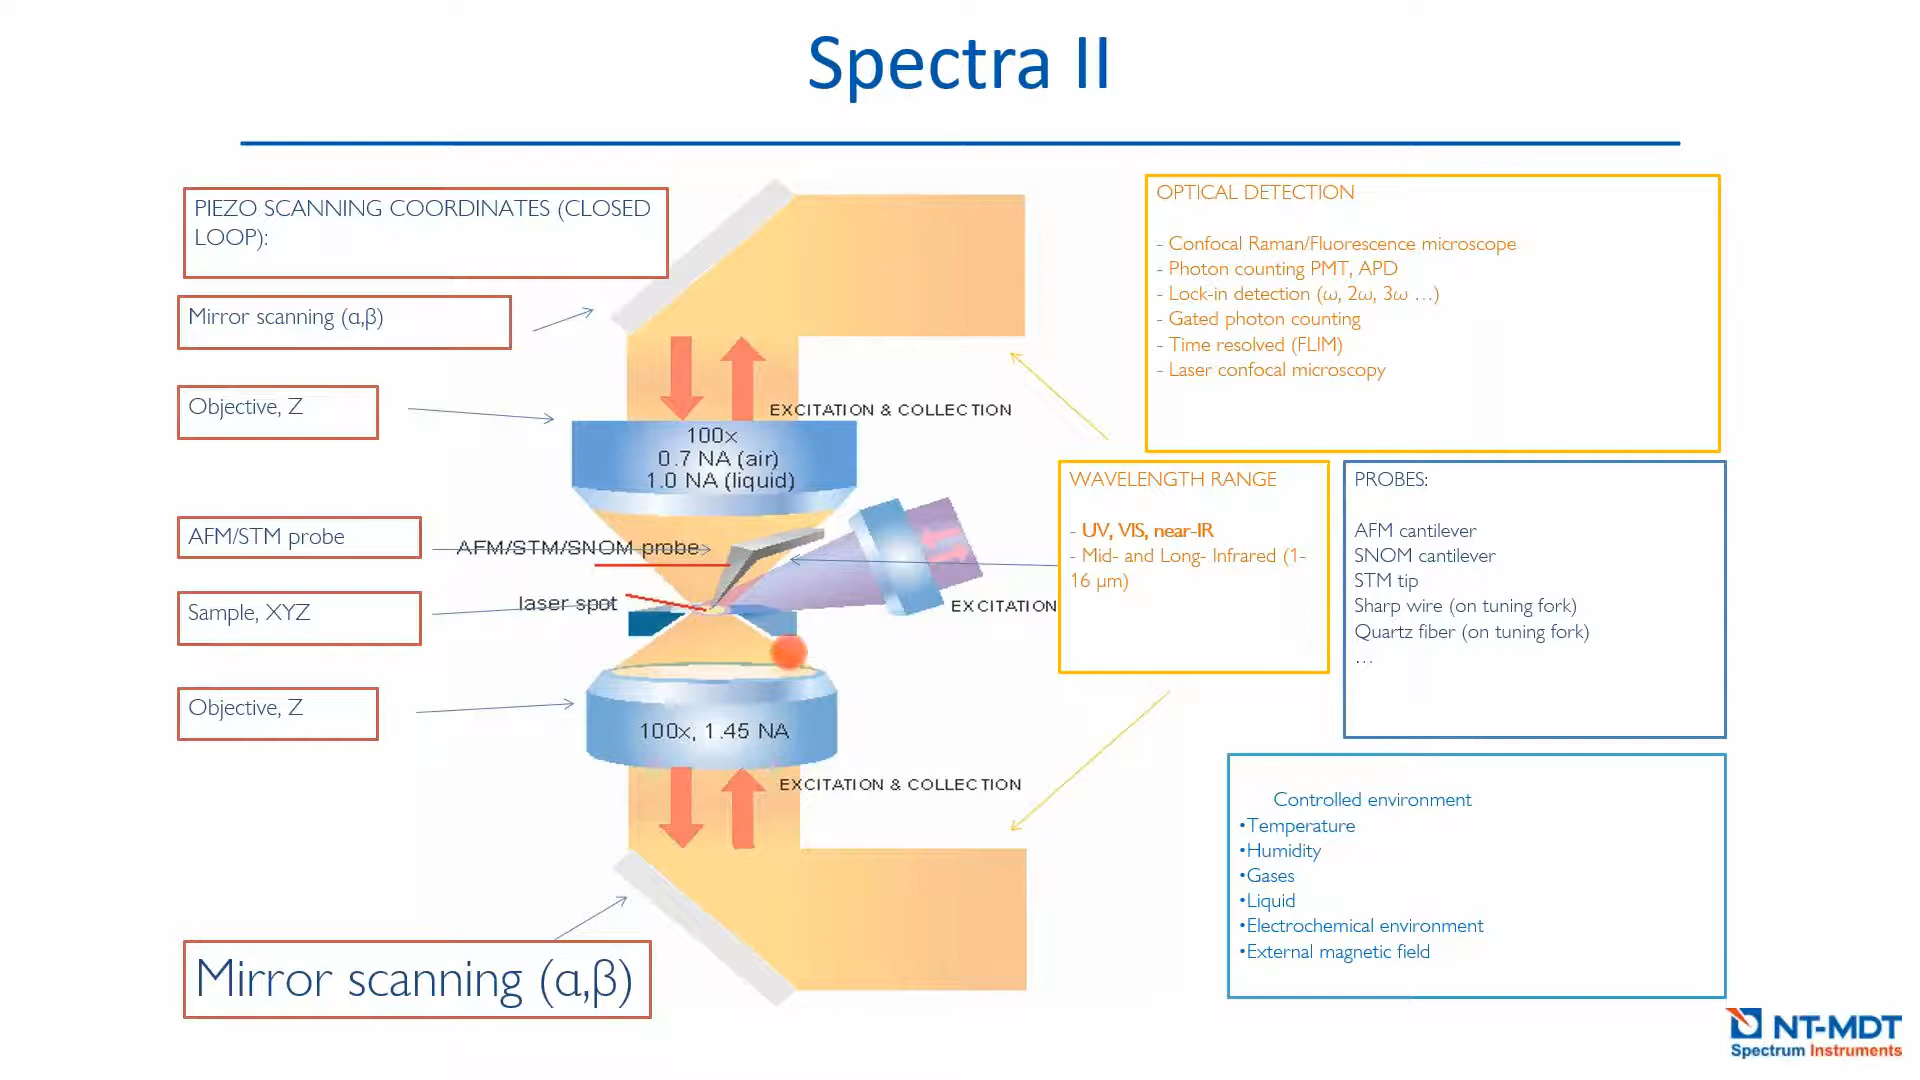 Spectra II
PIEZO SCANNING COORDINATES (CLOSED
LOOP):
Mirror scanning (α,β)
Objective, Z
AFM/STM probe
Sample, XYZ
Objective, Z
Mirror scanning (α,β)
EXCITATION & COLLECTION
100x
0.7 NA (air)
1.0 NA (liquid)
AFM/STM/SNOM probe
laser spot
EXCITATION
100x, 1.45 NA
EXCITATION & COLLECTION
OPTICAL DETECTION
- Confocal Raman/Fluorescence microscope
- Photon counting PMT, APD
- Lock-in detection (ω, 2ω, 3ω …)
- Gated photon counting
- Time resolved (FLIM)
- Laser confocal microscopy
WAVELENGTH RANGE
- UV, VIS, near-IR
- Mid- and Long- Infrared (1-
16 μm)
PROBES:
AFM cantilever
SNOM cantilever
STM tip
Sharp wire (on tuning fork)
Quartz fiber (on tuning fork)
…
Controlled environment
•Temperature
•Humidity
•Gases
•Liquid
•Electrochemical environment
•External magnetic field
NT-MDT
Spectrum Instruments